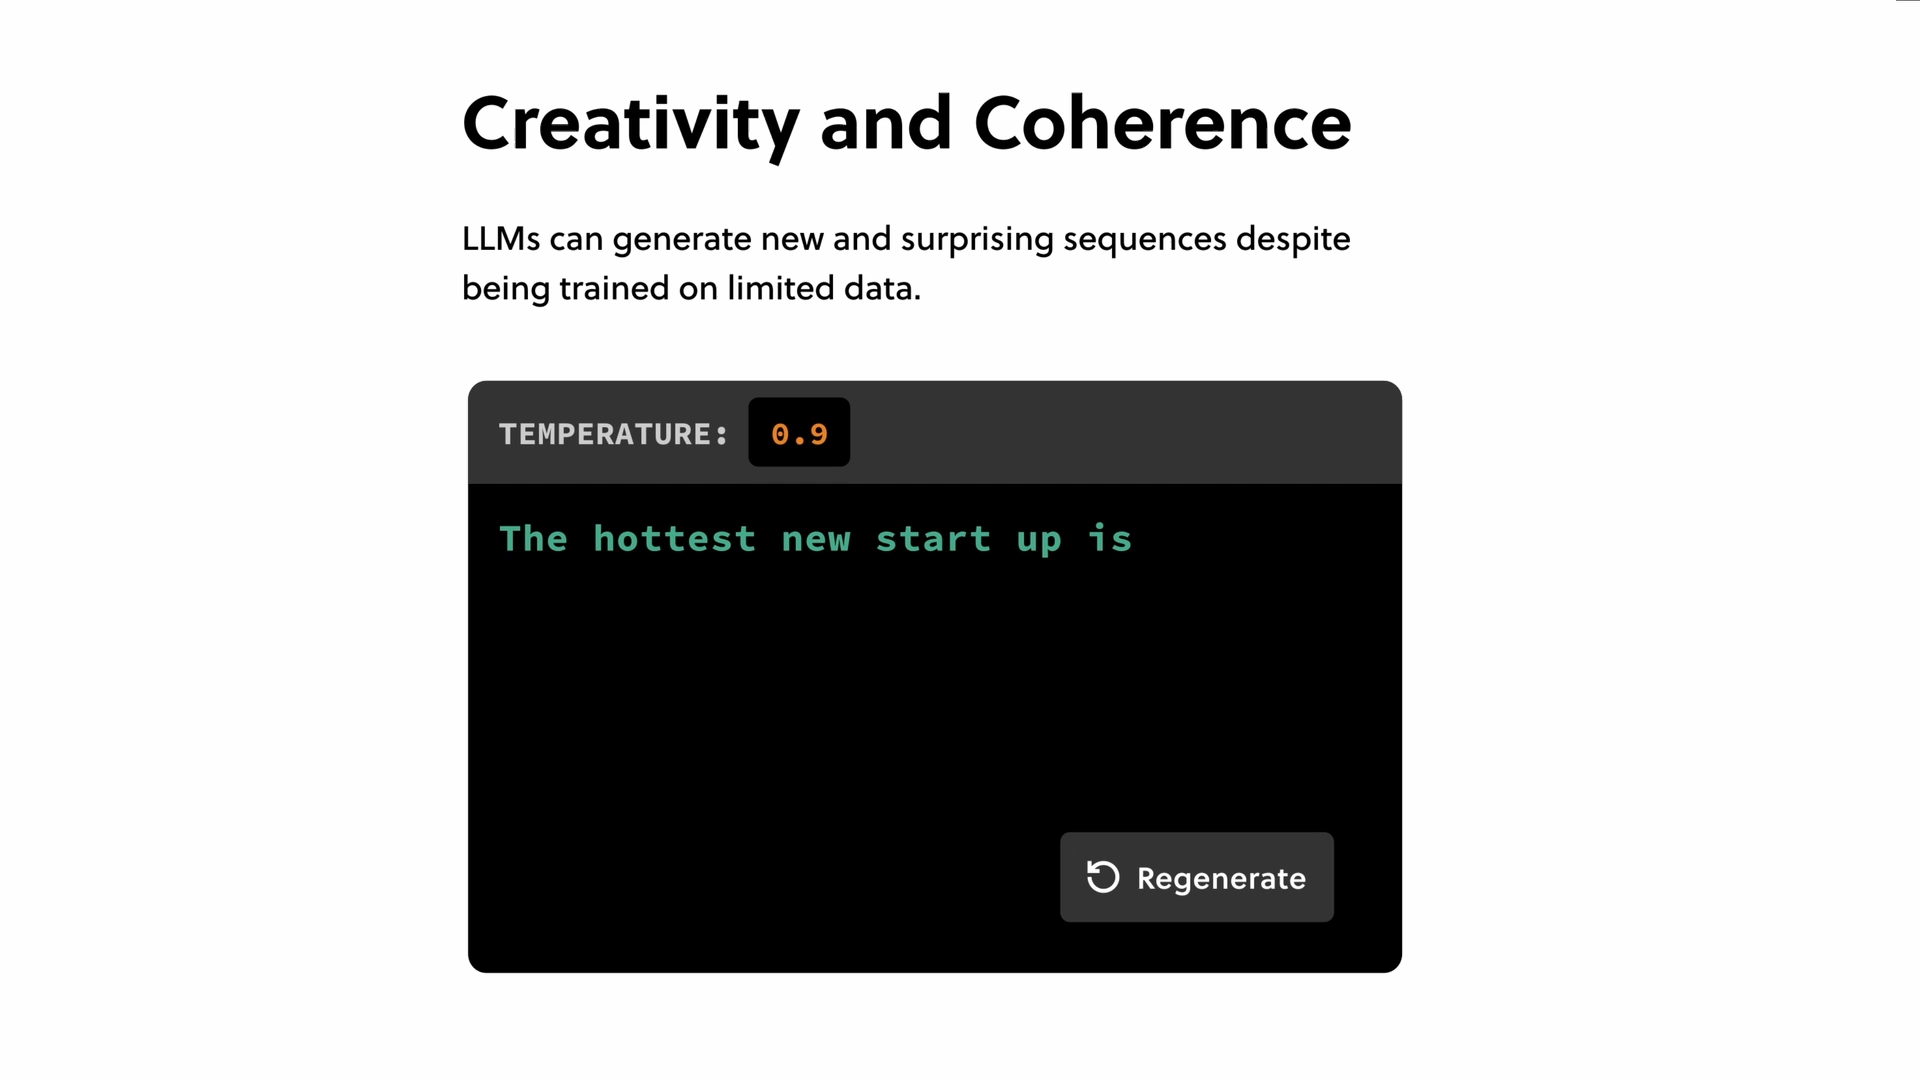 Creativity and Coherence
LLMs can generate new and surprising sequences despite
being trained on limited data.
TEMPERATURE: 0.9
The hottest new start up is
Regenerate